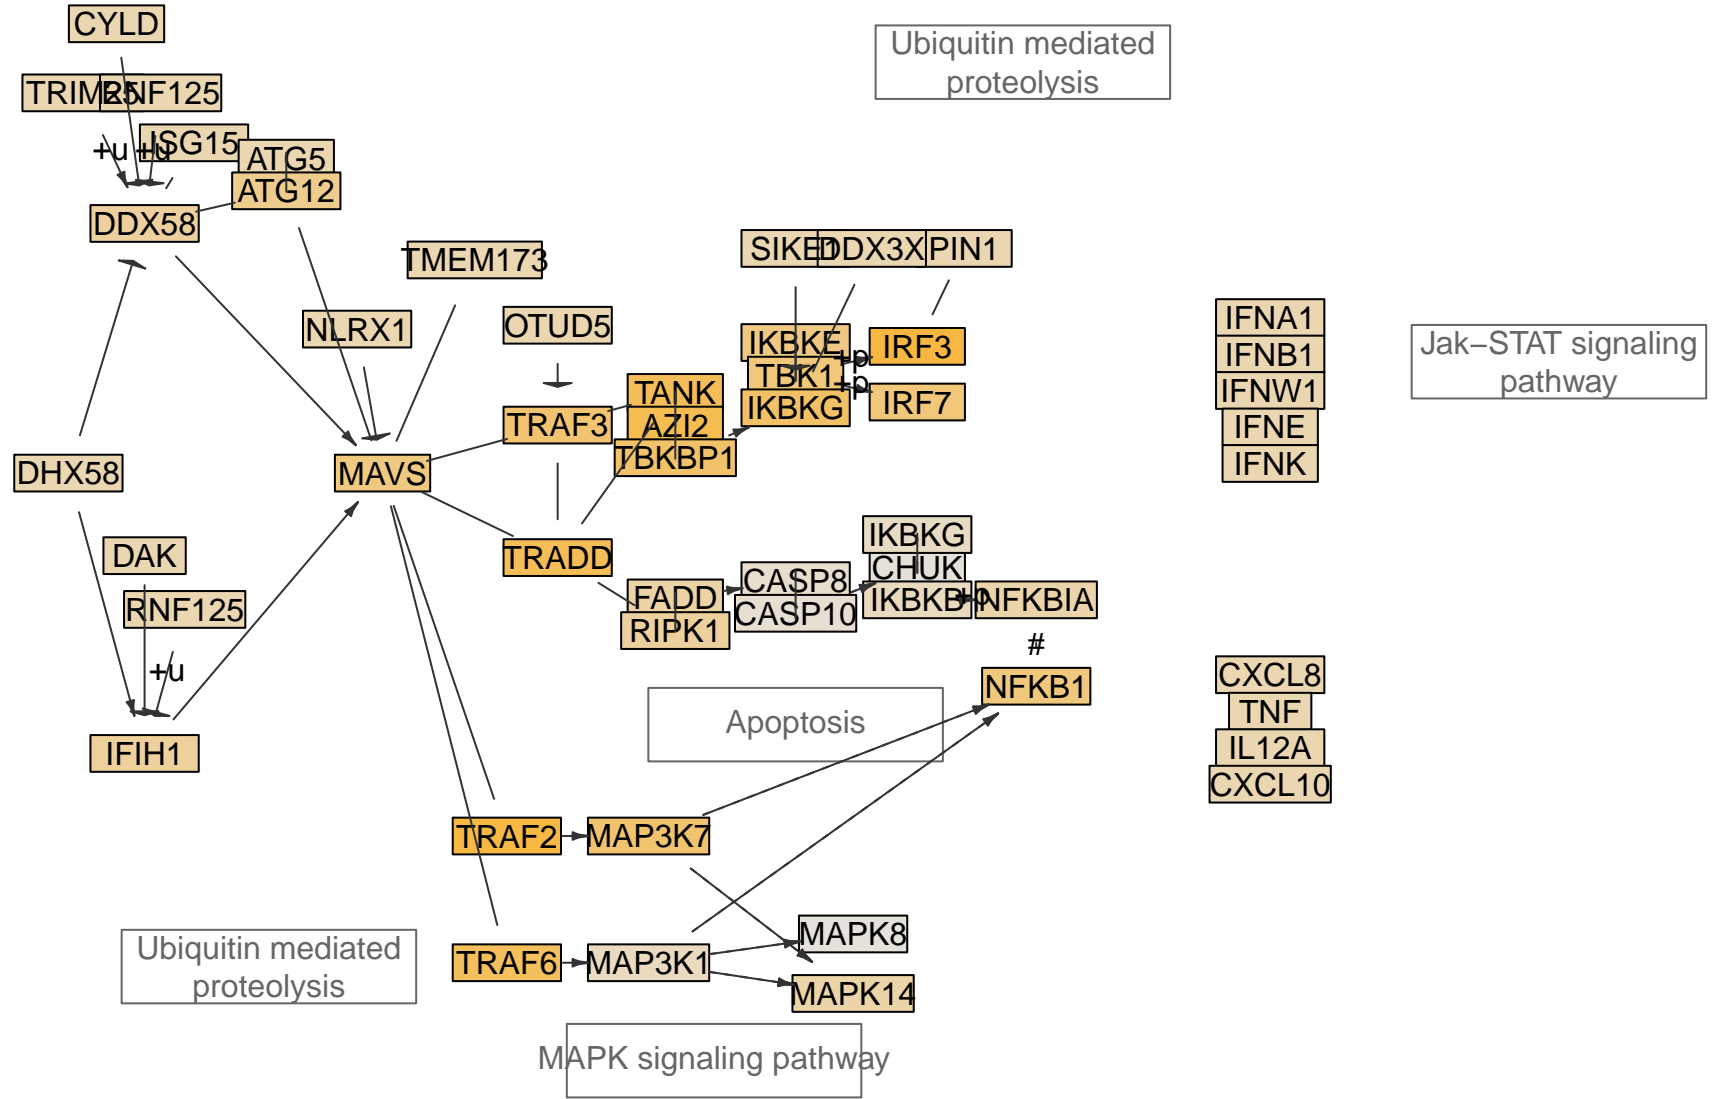 CYLD
Ubiquitin mediated
proteolysis
TRIM25
RNF125
+u
+u
ISG15
ATG5
ATG12
DDX58
TMEM173
SIKE1
DDX3X
PIN1
NLRX1
OTUD5
IKBKE
+p
IRF3
TBK1
+p
IKBKG
IRF7
IFNA1
IFNB1
IFNW1
IFNE
IFNK
Jak−STAT signaling
pathway
TANK
TRAF3
AZI2
TBKBP1
DHX58
MAVS
DAK
TRADD
IKBKG
CHUK
IKBKB
+p
NFKBIA
CASP8
CASP10
FADD
RIPK1
RNF125
+u
#
NFKB1
CXCL8
TNF
IL12A
CXCL10
Apoptosis
IFIH1
TRAF2
MAP3K7
Ubiquitin mediated
proteolysis
TRAF6
MAP3K1
MAPK8
MAPK14
MAPK signaling pathway